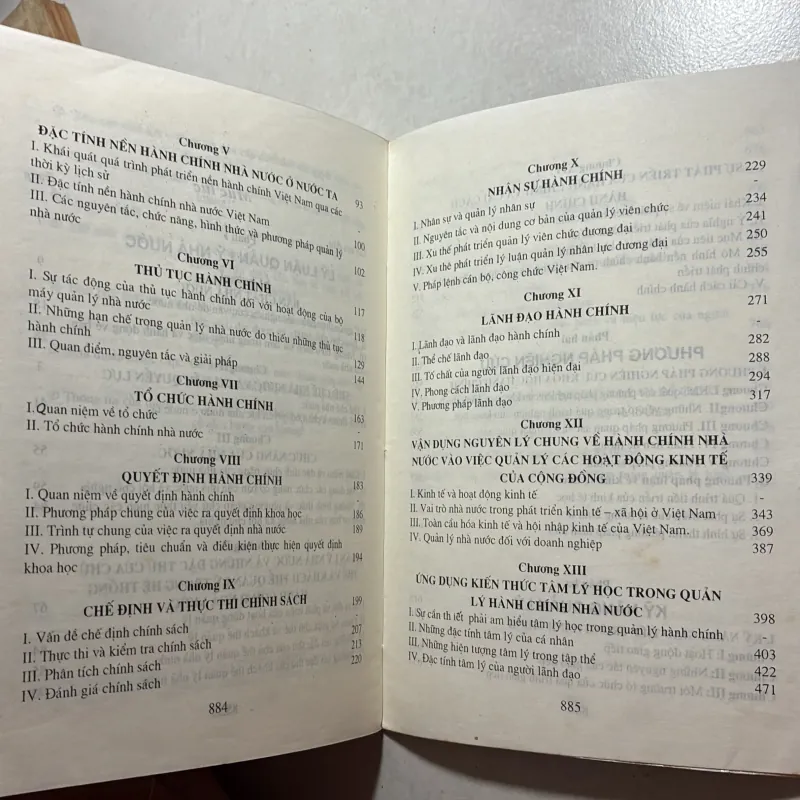 Chương V
ĐẶC TÍNH NỀN HÀNH CHÍNH NHÀ NƯỚC Ở NƯỚC TA
I. Khái quát quá trình phát triển nền hành chính Việt Nam qua các 93
thời kỳ lịch sử
II. Đặc tính nền hành chính nhà nước Việt Nam -
III. Các nguyên tắc, chức năng, hình thức và phương pháp quản lý 100
nhà nước 102
Chương VI
THỦ TỤC HÀNH CHÍNH
I. Sự tác động của thủ tục hành chính đối với hoạt động của bộ 117
máy quản lý nhà nước
II. Những hạn chế trong quản lý nhà nước do thiếu những thủ tục 118
hành chính
III. Quan điểm, nguyên tắc và giải pháp 129
144
Chương VII
TỔ CHỨC HÀNH CHÍNH
I.Quan niệm về tổ chức 163
II. Tổ chức hành chính nhà nước -
171
Chương VIII
QUYẾT ĐỊNH HÀNH CHÍNH 183
I. Quan niệm về quyết định hành chính -
II. Phương pháp chung của việc ra quyết định khoa học 186
III. Trình tự chung của việc ra quyết định nhà nước 189
IV. Phương pháp, tiêu chuẩn và điều kiện thực hiện quyết định
khoa học 194
Chương IX
CHẾ ĐỊNH VÀ THỰC THI CHÍNH SÁCH 199
I. Vấn đề chế định chính sách -
II. Thực thi và kiểm tra chính sách 207
III. Phân tích chính sách 213
IV. Đánh giá chính sách 220
884
Chương X
NHÂN SỰ HÀNH CHÍNH 229
I. Nhân sự và quản lý nhân sự -
II. Nguyên tắc và nội dung cơ bản của quản lý viên chức 234
III. Xu thế phát triển quản lý viên chức đương đại 241
IV. Xu thế phát triển lý luận quản lý nhân lực đương đại 250
V. Pháp lệnh cán bộ, công chức Việt Nam. 255
Chương XI
LÃNH ĐẠO HÀNH CHÍNH 271
I. Lãnh đạo và lãnh đạo hành chính -
II. Thể chế lãnh đạo 282
III. Tố chất của người lãnh đạo hiện đại 288
IV. Phong cách lãnh đạo 294
V. Phương pháp lãnh đạo 317
Chương XII
VẬN DỤNG NGUYÊN LÝ CHUNG VỀ HÀNH CHÍNH NHÀ
NƯỚC VÀO VIỆC QUẢN LÝ CÁC HOẠT ĐỘNG KINH TẾ
CỦA CỘNG ĐỒNG 339
I. Kinh tế và hoạt động kinh tế -
II. Vai trò nhà nước trong phát triển kinh tế – xã hội ở Việt Nam 343
III. Toàn cầu hóa kinh tế và hội nhập kinh tế của Việt Nam. 369
IV. Quản lý nhà nước đối với doanh nghiệp 387
Chương XIII
ỨNG DỤNG KIẾN THỨC TÂM LÝ HỌC TRONG QUẢN
LÝ HÀNH CHÍNH NHÀ NƯỚC 398
I. Sự cần th iết phải am hiểu tâm lý học trong quản lý hành chính -
II. Những đặc tính tâm lý của cá nhân 403
III. Những hiện tượng tâm lý trong tập thể 422
IV. Đặc tính tâm lý của người lãnh đạo 471
885